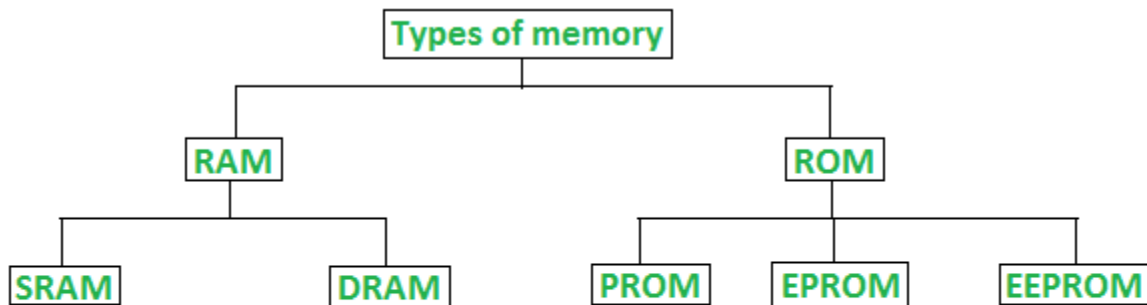 Types of memory
RAM
ROM
SRAM
DRAM
PROM
EPROM
EEPROM